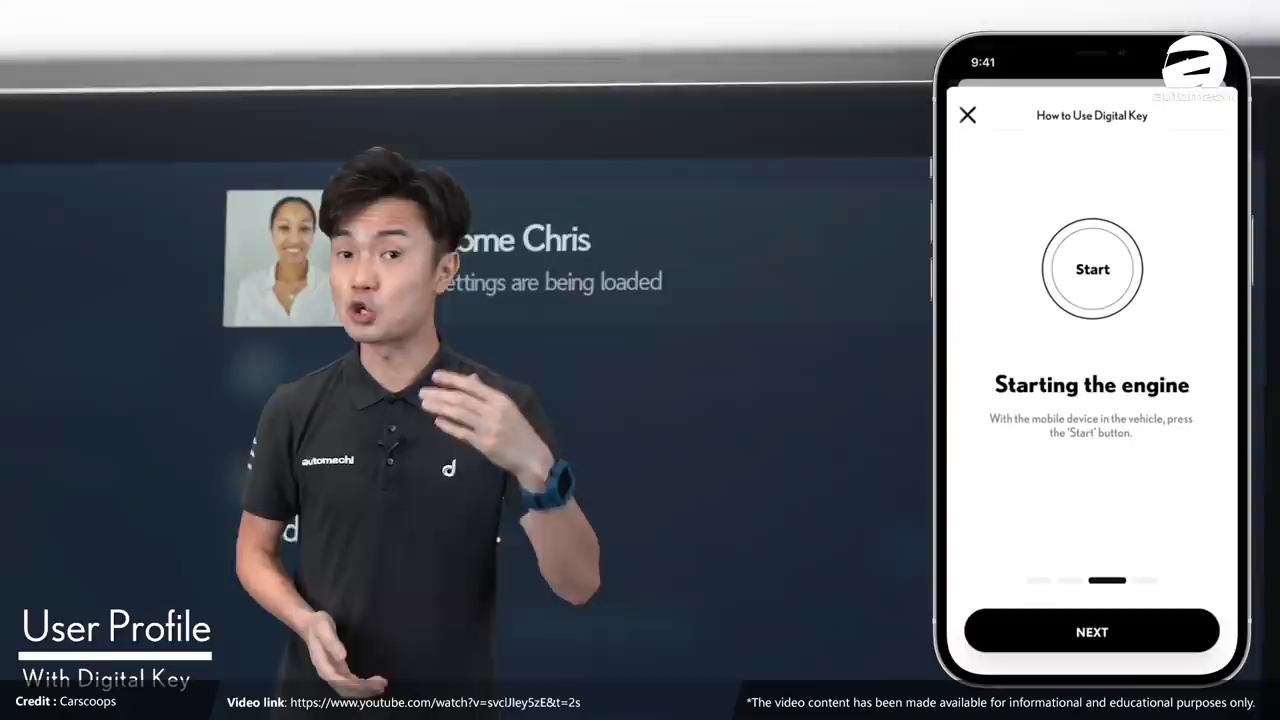 9:41
automachi
How to Use Digital Key
ome Chris
ettings are being loaded
Start
Starting the engine
With the mobile device in the vehicle, press
the 'Start' button.
automachi
d
d
NEXT
User Profile
With Digital Key
Credit : Carscoops
Video link: https://www.youtube.com/watch?v=svclJIey5zE&t=2s
*The video content has been made available for informational and educational purposes only.